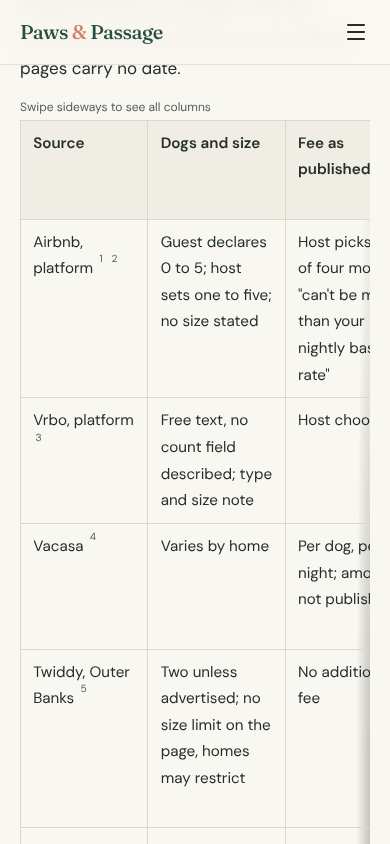 Paws & Passage
pages carry no date.
Swipe sideways to see all columns
Source
Dogs and size
Fee as
published
Airbnb,
platform 1 2
Guest declares
0 to 5; host
sets one to five;
no size stated
Host picks
of four mo
"can't be m
than your
nightly bas
rate"
Vrbo, platform
3
Free text, no
count field
described; type
and size note
Host choo
Vacasa 4
Varies by home
Per dog, pe
night; amo
not publish
Twiddy, Outer
Banks 5
Two unless
advertised; no
size limit on the
page, homes
may restrict
No additio
fee